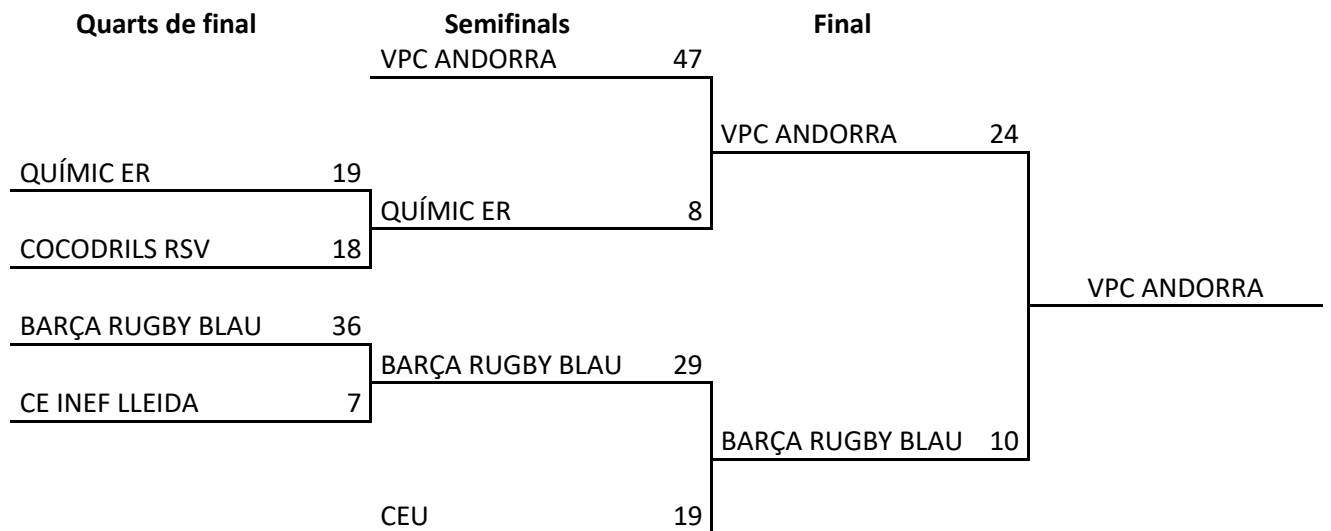 Quarts de final
Semifinals
Final
VPC ANDORRA 47
VPC ANDORRA 24
QUÍMIC ER 19
QUÍMIC ER 8
COCODRILS RSV 18
VPC ANDORRA
BARÇA RUGBY BLAU 36
BARÇA RUGBY BLAU 29
CE INEF LLEIDA 7
BARÇA RUGBY BLAU 10
CEU 19